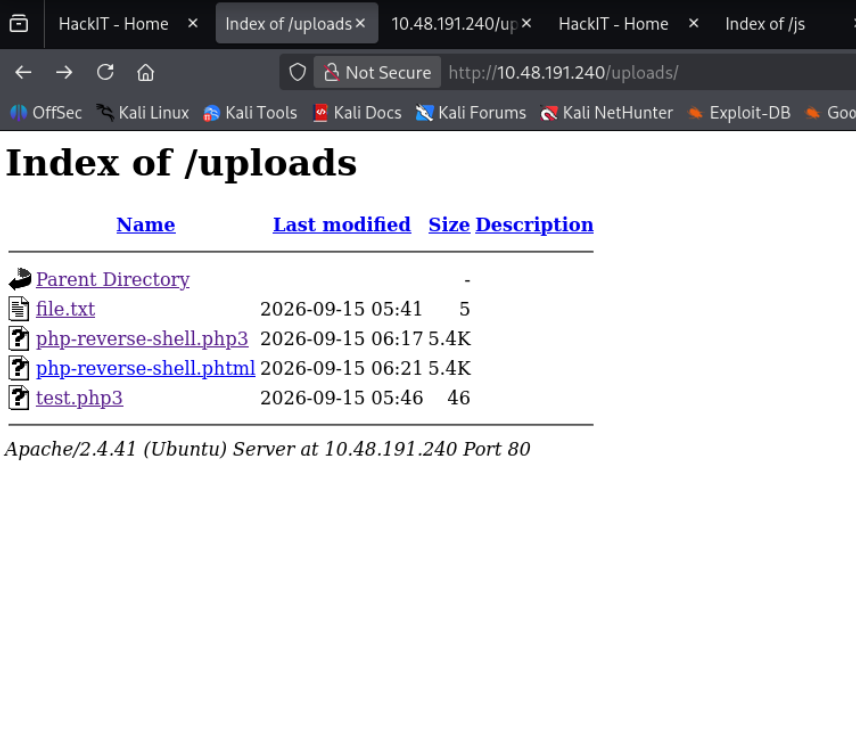 HackIT - Home × Index of /uploads × 10.48.191.240/up × HackIT - Home × Index of /js
Not Secure http://10.48.191.240/uploads/
OffSec Kali Linux Kali Tools Kali Docs Kali Forums Kali NetHunter Exploit-DB Goo
Index of /uploads
Name Last modified Size Description
Parent Directory -
file.txt 2026-09-15 05:41 5
php-reverse-shell.php3 2026-09-15 06:17 5.4K
php-reverse-shell.phtml 2026-09-15 06:21 5.4K
test.php3 2026-09-15 05:46 46
Apache/2.4.41 (Ubuntu) Server at 10.48.191.240 Port 80